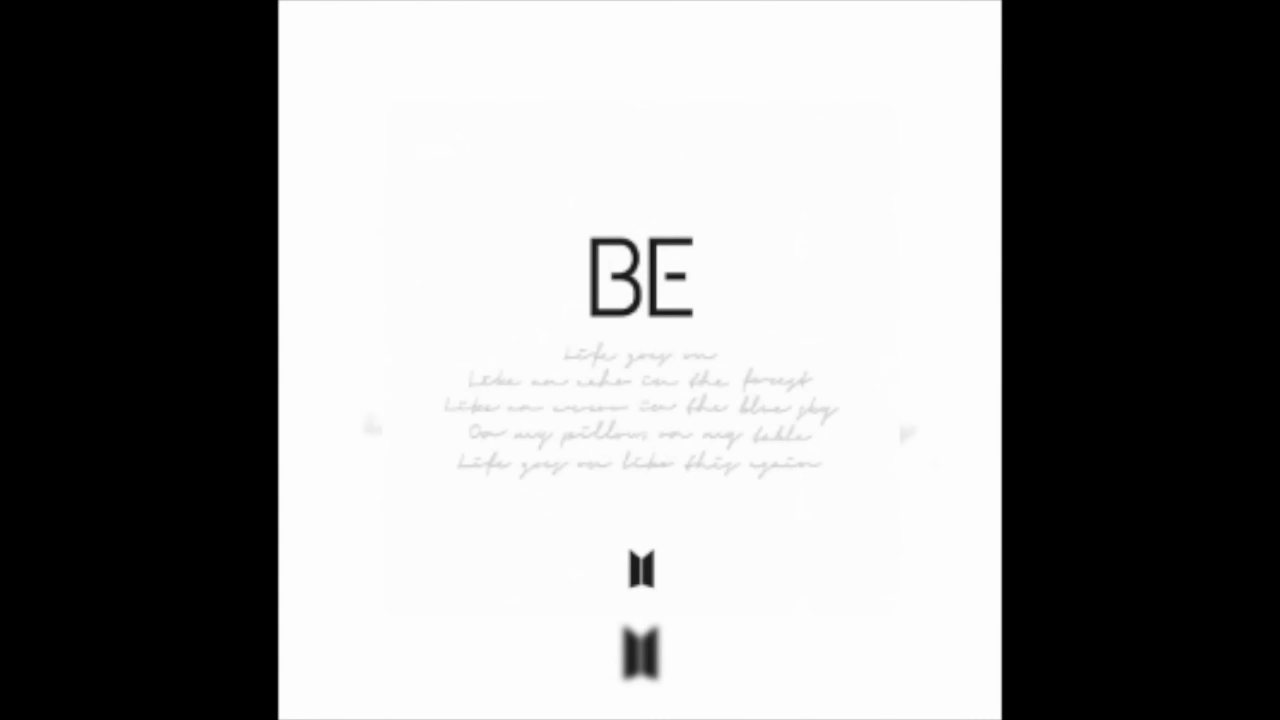 BE
Life goes on
Like an echo in the forest
Like an arrow in the blue sky
On my pillow, on my table
Life goes on like this again